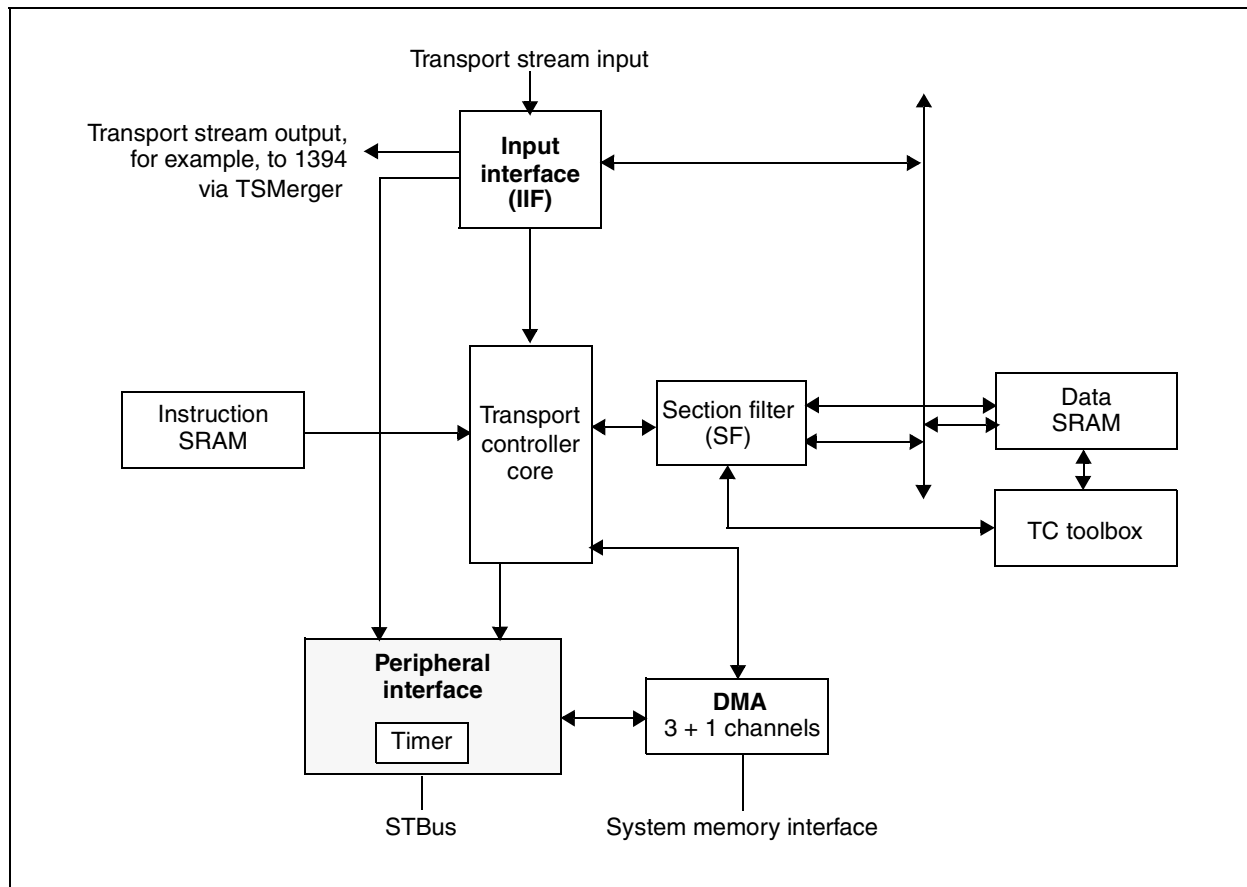 Transport stream input
Transport stream output,
for example, to 1394
via TSMerger
Input
interface
(IIF)
Instruction
SRAM
Transport
controller
core
Section filter
(SF)
Data
SRAM
TC toolbox
Peripheral
interface
Timer
DMA
3 + 1 channels
STBus
System memory interface